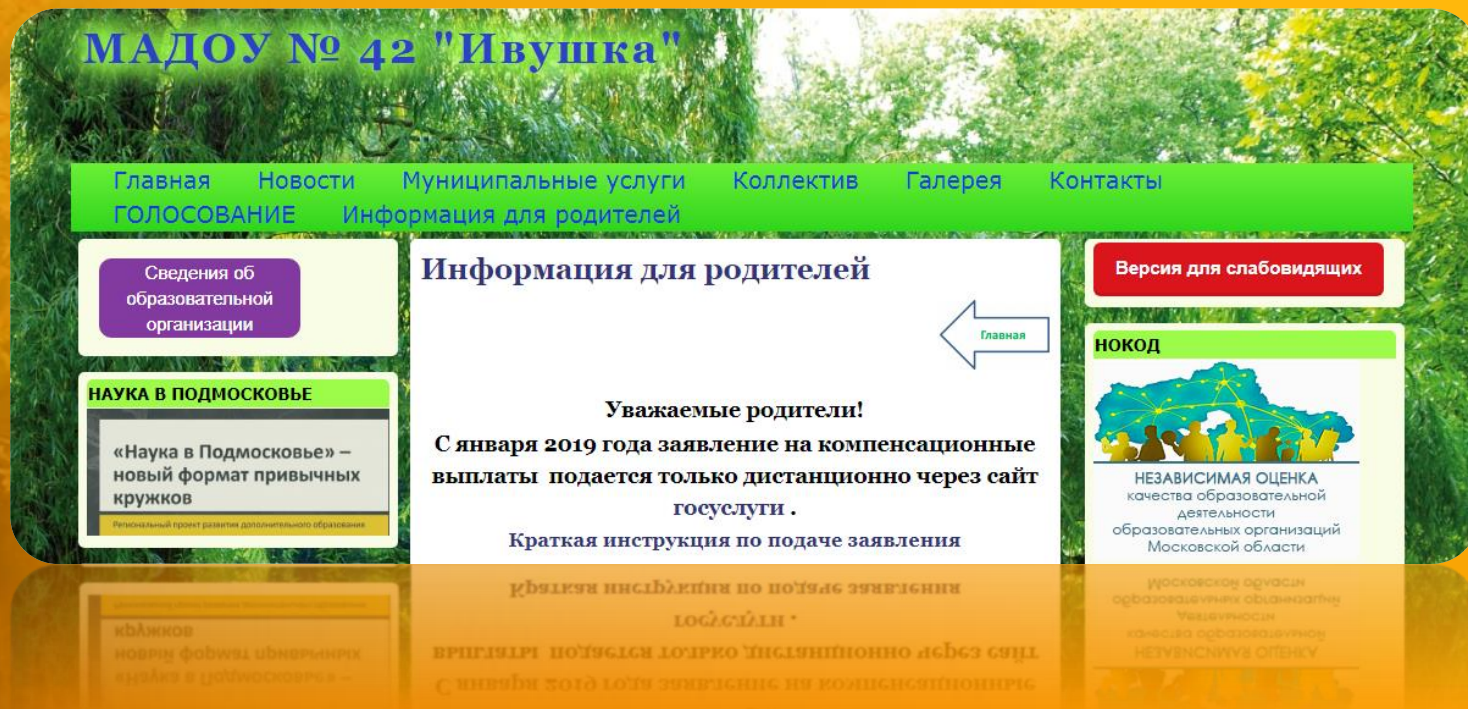 МАДОУ № 42 "Ивушка"
Главная Новости Муниципальные услуги Коллектив Галерея Контакты
ГОЛОСОВАНИЕ Информация для родителей
Сведения об
образовательной
организации
НАУКА В ПОДМОСКОВЬЕ
«Наука в Подмосковье» –
новый формат привычных
кружков
Региональный проект развития дополнительного образования
Информация для родителей
Главная
Уважаемые родители!
С января 2019 года заявление на компенсационные
выплаты подается только дистанционно через сайт
госуслуги .
Краткая инструкция по подаче заявления
Версия для слабовидящих
НОКОД
НЕЗАВИСИМАЯ ОЦЕНКА
качества образовательной
деятельности
образовательных организаций
Московской области